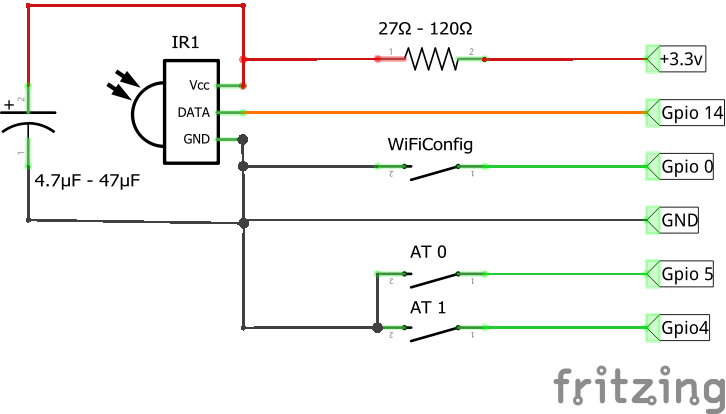 27Ω - 120Ω
IR1
1
2
+3.3v
Vcc
+
2
DATA
Gpio 14
GND
WiFiConfig
1
2
1
Gpio 0
4.7µF - 47µF
GND
AT 0
2
1
Gpio 5
AT 1
2
1
Gpio4
fritzing